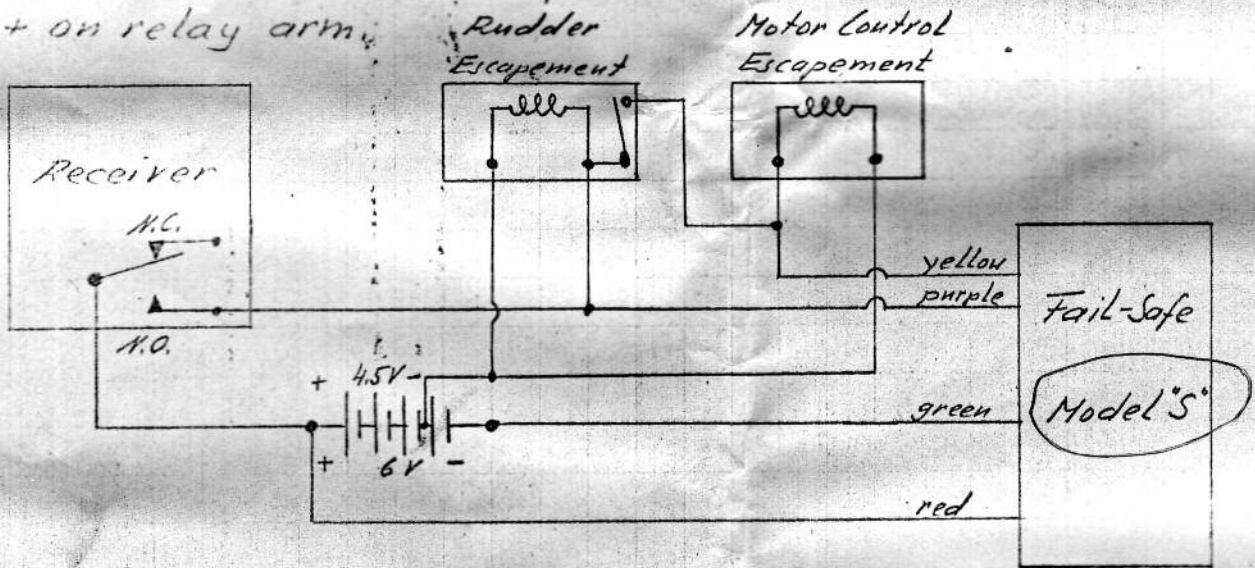 + on relay arm.
Rudder
Escapement
Motor Control
Escapement
Receiver
N.C.
N.O.
yellow
purple
Fail-Safe
+ 4.5V -
green
Model "S"
+ 6V -
red